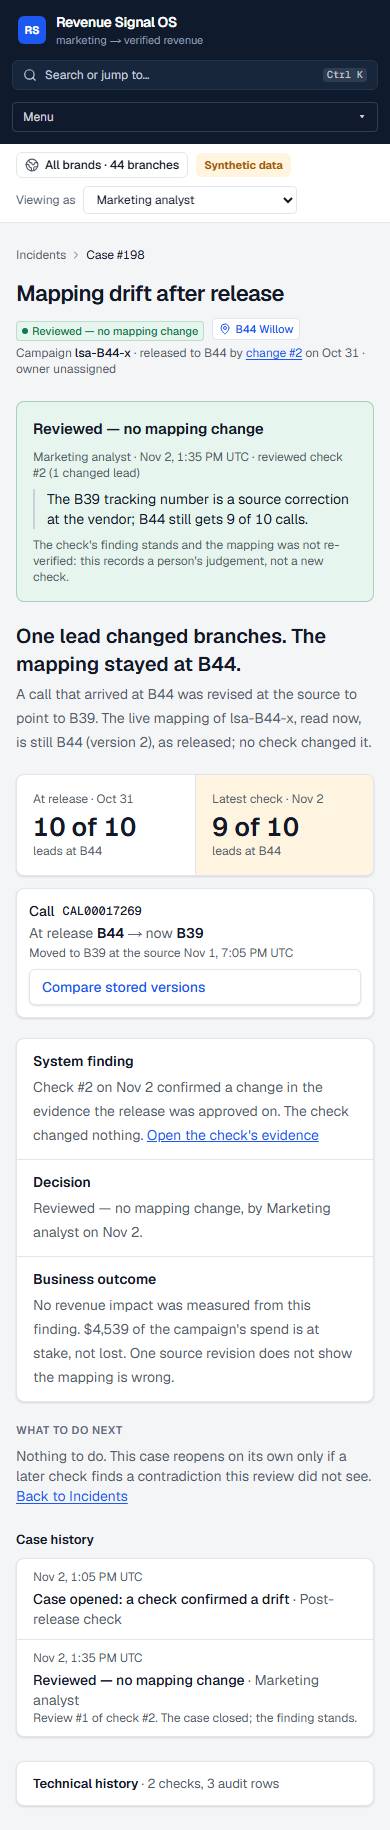 RS
Revenue Signal OS
marketing → verified revenue
Search or jump to...
Ctrl K
Menu
All brands · 44 branches
Synthetic data
Viewing as
Marketing analyst
Incidents > Case #198
Mapping drift after release
Reviewed — no mapping change
B44 Willow
Campaign lsa-B44-x · released to B44 by change #2 on Oct 31 ·
owner unassigned
Reviewed — no mapping change
Marketing analyst · Nov 2, 1:35 PM UTC · reviewed check
#2 (1 changed lead)
The B39 tracking number is a source correction
at the vendor; B44 still gets 9 of 10 calls.
The check's finding stands and the mapping was not re-
verified: this records a person's judgement, not a new
check.
One lead changed branches. The
mapping stayed at B44.
A call that arrived at B44 was revised at the source to
point to B39. The live mapping of lsa-B44-x, read now,
is still B44 (version 2), as released; no check changed it.
At release · Oct 31
10 of 10
leads at B44
Latest check · Nov 2
9 of 10
leads at B44
Call CAL00017269
At release B44 → now B39
Moved to B39 at the source Nov 1, 7:05 PM UTC
Compare stored versions
System finding
Check #2 on Nov 2 confirmed a change in the
evidence the release was approved on. The check
changed nothing. Open the check's evidence
Decision
Reviewed — no mapping change, by Marketing
analyst on Nov 2.
Business outcome
No revenue impact was measured from this
finding. $4,539 of the campaign's spend is at
stake, not lost. One source revision does not show
the mapping is wrong.
WHAT TO DO NEXT
Nothing to do. This case reopens on its own only if a
later check finds a contradiction this review did not see.
Back to Incidents
Case history
Nov 2, 1:05 PM UTC
Case opened: a check confirmed a drift · Post-
release check
Nov 2, 1:35 PM UTC
Reviewed — no mapping change · Marketing
analyst
Review #1 of check #2. The case closed; the finding stands.
Technical history · 2 checks, 3 audit rows